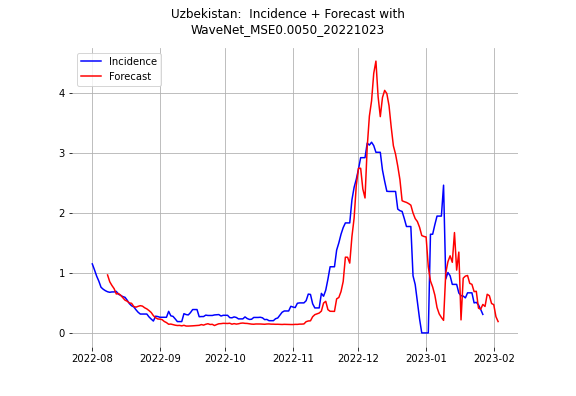 Uzbekistan:  Incidence + Forecast with
WaveNet_MSE0.0050_20221023
Incidence
Forecast
4
3
2
1
0
2022-08 2022-09 2022-10 2022-11 2022-12 2023-01 2023-02